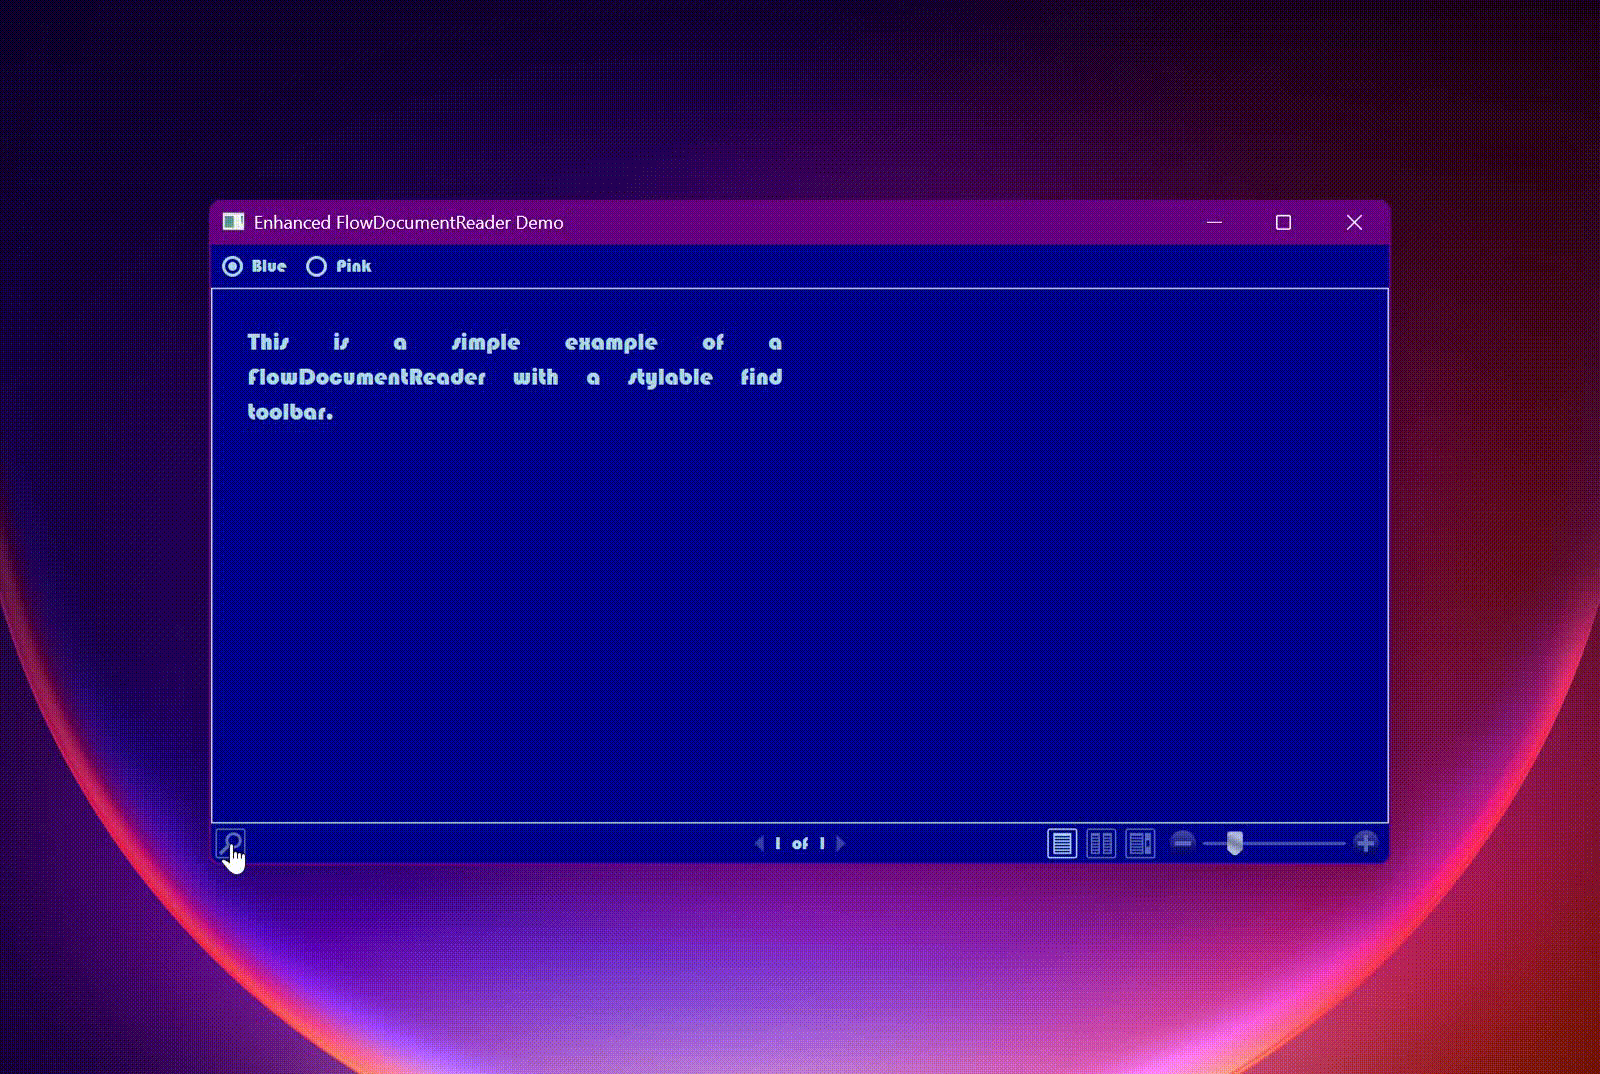 Enhanced FlowDocumentReader Demo
Blue Pink
This is a simple example of a
FlowDocumentReader with a stylable find
toolbar.
1 of 1